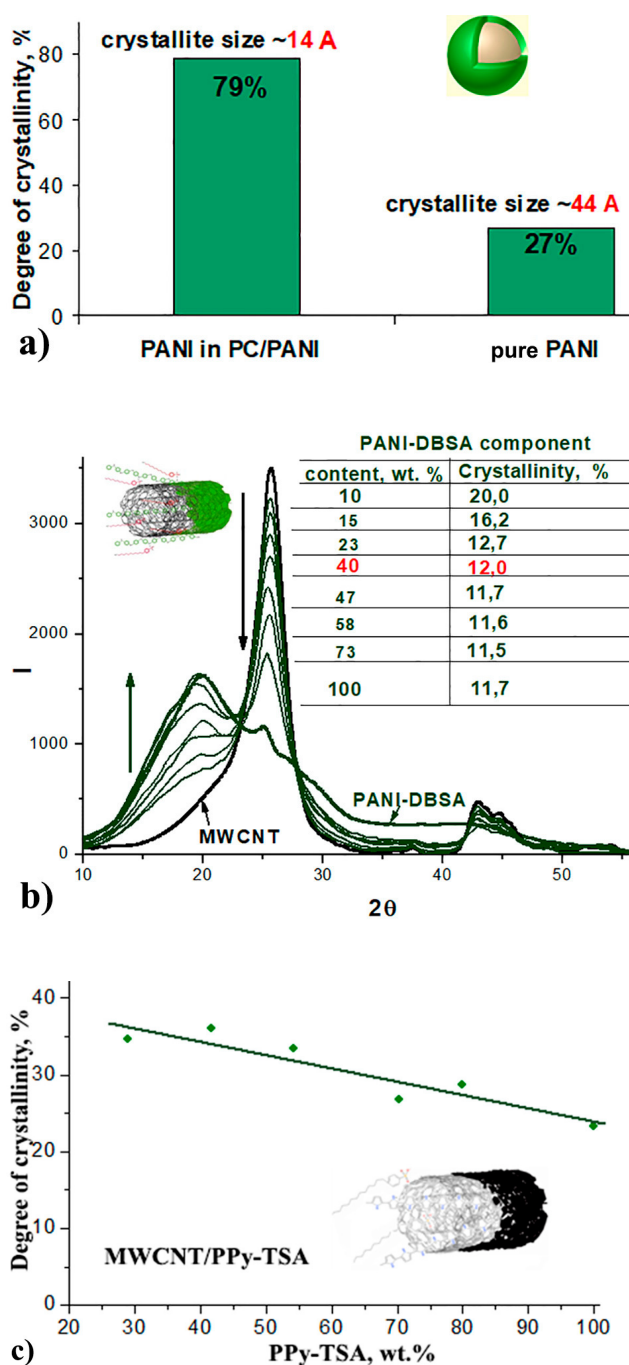 crystallite size ~14 A
79%
crystallite size ~44 A
27%
Degree of crystallinity, %
80
60
40
20
0
PANI in PC/PANI
pure PANI
a)
PANI-DBSA component
content, wt. % Crystallinity, %
10 20,0
15 16,2
23 12,7
40 12,0
47 11,7
58 11,6
73 11,5
100 11,7
I
3000
2000
1000
0
PANI-DBSA
MWCNT
10 20 30 40 50
2θ
b)
Degree of crystallinity, %
40
30
20
10
0
MWCNT/PPy-TSA
20 30 40 50 60 70 80 90 100
PPy-TSA, wt.%
c)